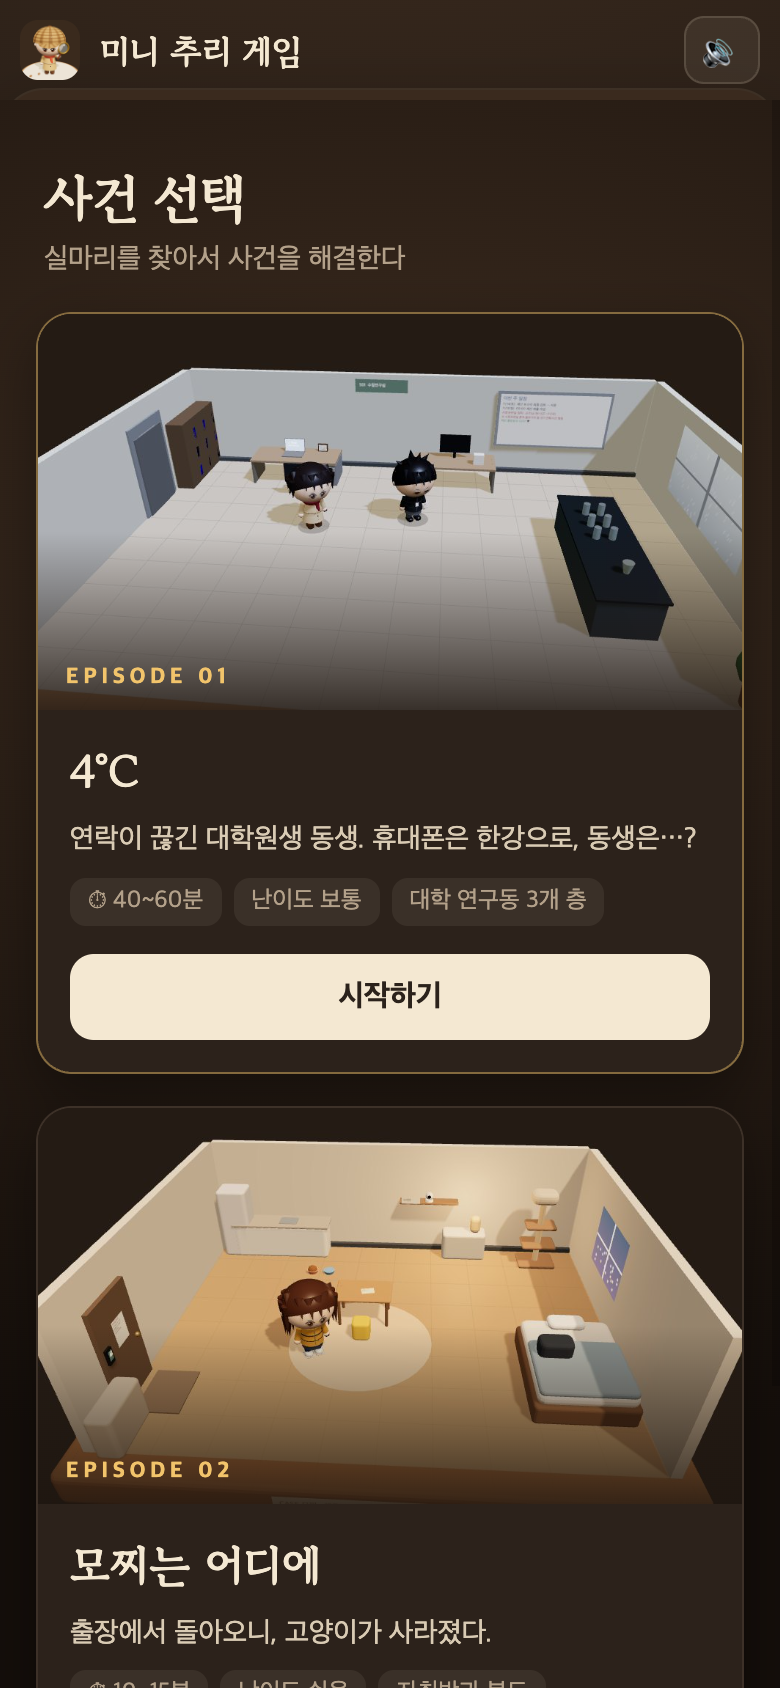 미니 추리 게임
사건 선택
실마리를 찾아서 사건을 해결한다
EPISODE 01
4°C
연락이 끊긴 대학원생 동생. 휴대폰은 한강으로, 동생은…?
⏱ 40~60분
난이도 보통
대학 연구동 3개 층
시작하기
EPISODE 02
모찌는 어디에
출장에서 돌아오니, 고양이가 사라졌다.